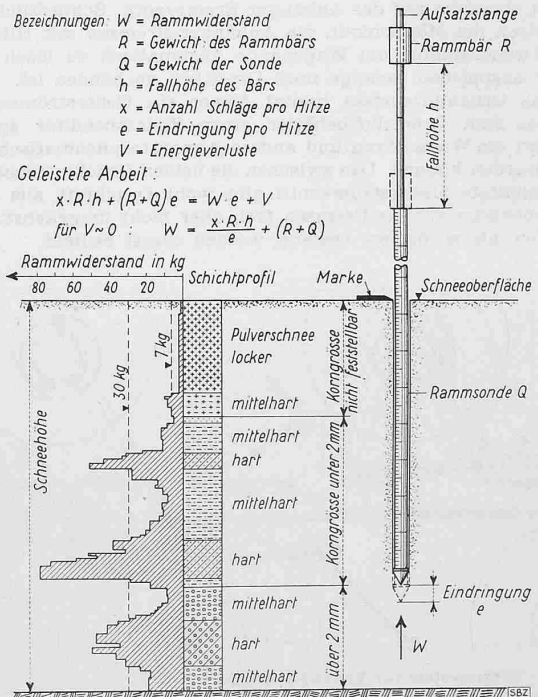 Bezeichnungen: W = Rammwiderstand
R = Gewicht des Rammbärs
Q = Gewicht der Sonde
h = Fallhöhe des Bärs
x = Anzahl Schläge pro Hitze
e = Eindringung pro Hitze
V = Energieverluste
Geleistete Arbeit:
x·R·h + (R+Q)e = W·e + V
für V~0 : W = x·R·h/e + (R+Q)
Aufsatzstange
Rammbär R
Fallhöhe h
Rammwiderstand in kg
80 60 40 20
Schichtprofil
Marke
Schneeoberfläche
Schneehöhe
30 kg
7 kg
Pulverschnee
locker
mittelhart
mittelhart
hart
mittelhart
hart
mittelhart
hart
mittelhart
Korngrösse
nicht feststellbar
Korngrösse unter 2mm
über 2 mm
Rammsonde Q
Eindringung
e
W
SBZ